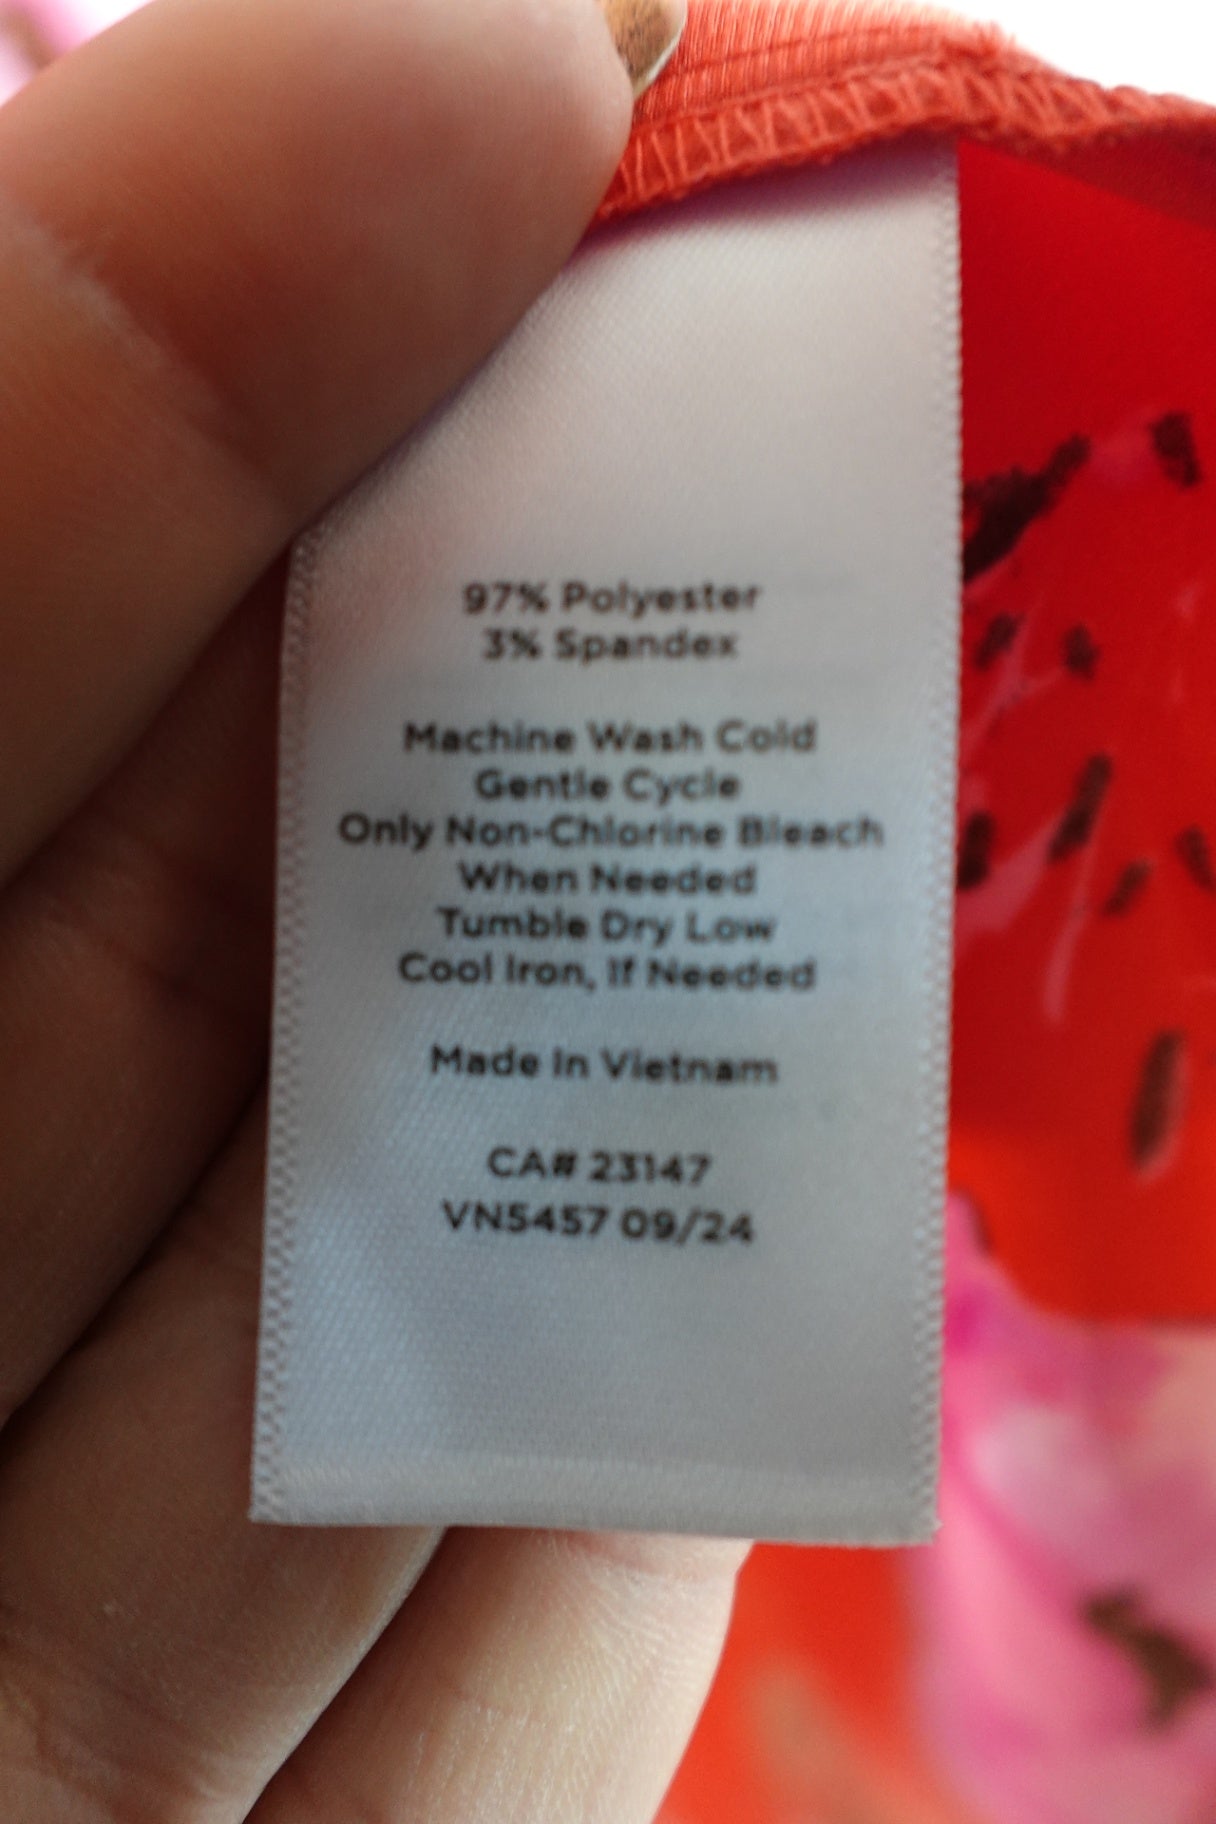 97% Polyester
3% Spandex
Machine Wash Cold
Gentle Cycle
Only Non-Chlorine Bleach
When Needed
Tumble Dry Low
Cool Iron, If Needed
Made In Vietnam
CA# 23147
VN5457 09/24